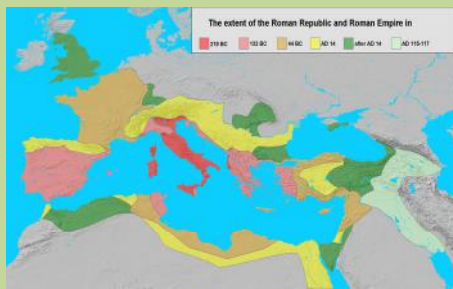 The extent of the Roman Republic and Roman Empire in
218 BC 133 BC 44 BC AD 14 after AD 14 AD 115-117